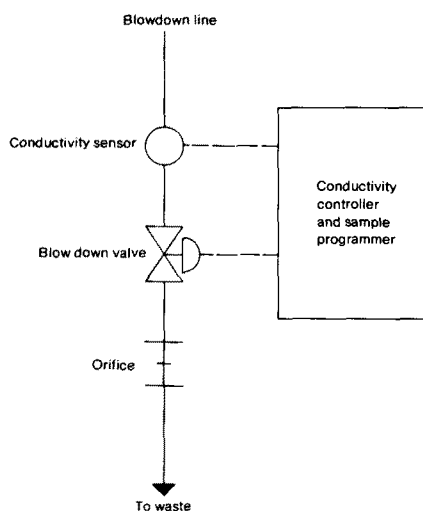 Blowdown line
Conductivity sensor
Conductivity
controller
and sample
programmer
Blow down valve
Orifice
To waste